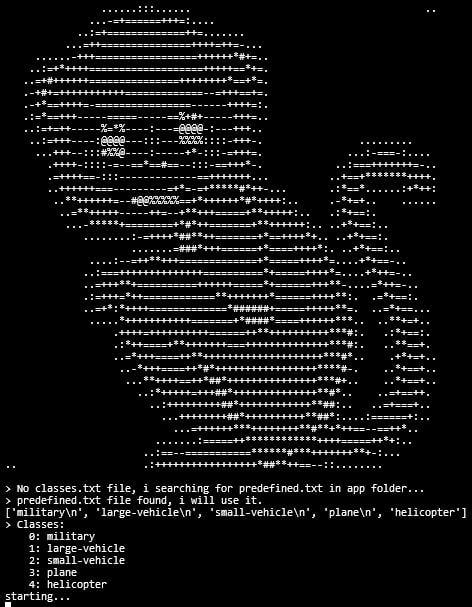 > No classes.txt file, i searching for predefined.txt in app folder...
> predefined.txt file found, i will use it.
['military\n', 'large-vehicle\n', 'small-vehicle\n', 'plane\n', 'helicopter']
> Classes:
0: military
1: large-vehicle
2: small-vehicle
3: plane
4: helicopter
starting...